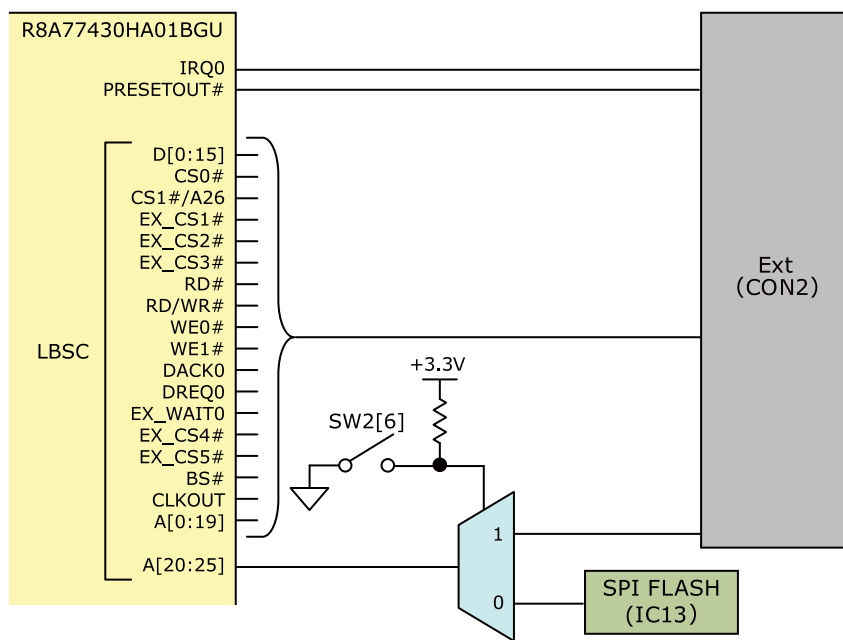 R8A77430HA01BGU
IRQ0
PRESETOUT#
D[0:15]
CS0#
CS1#/A26
EX_CS1#
EX_CS2#
EX_CS3#
RD#
RD/WR#
WE0#
WE1#
DACK0
DREQ0
EX_WAIT0
EX_CS4#
EX_CS5#
BS#
CLKOUT
A[0:19]
A[20:25]
LBSC
Ext
(CON2)
+3.3V
SW2[6]
1
0
SPI FLASH
(IC13)